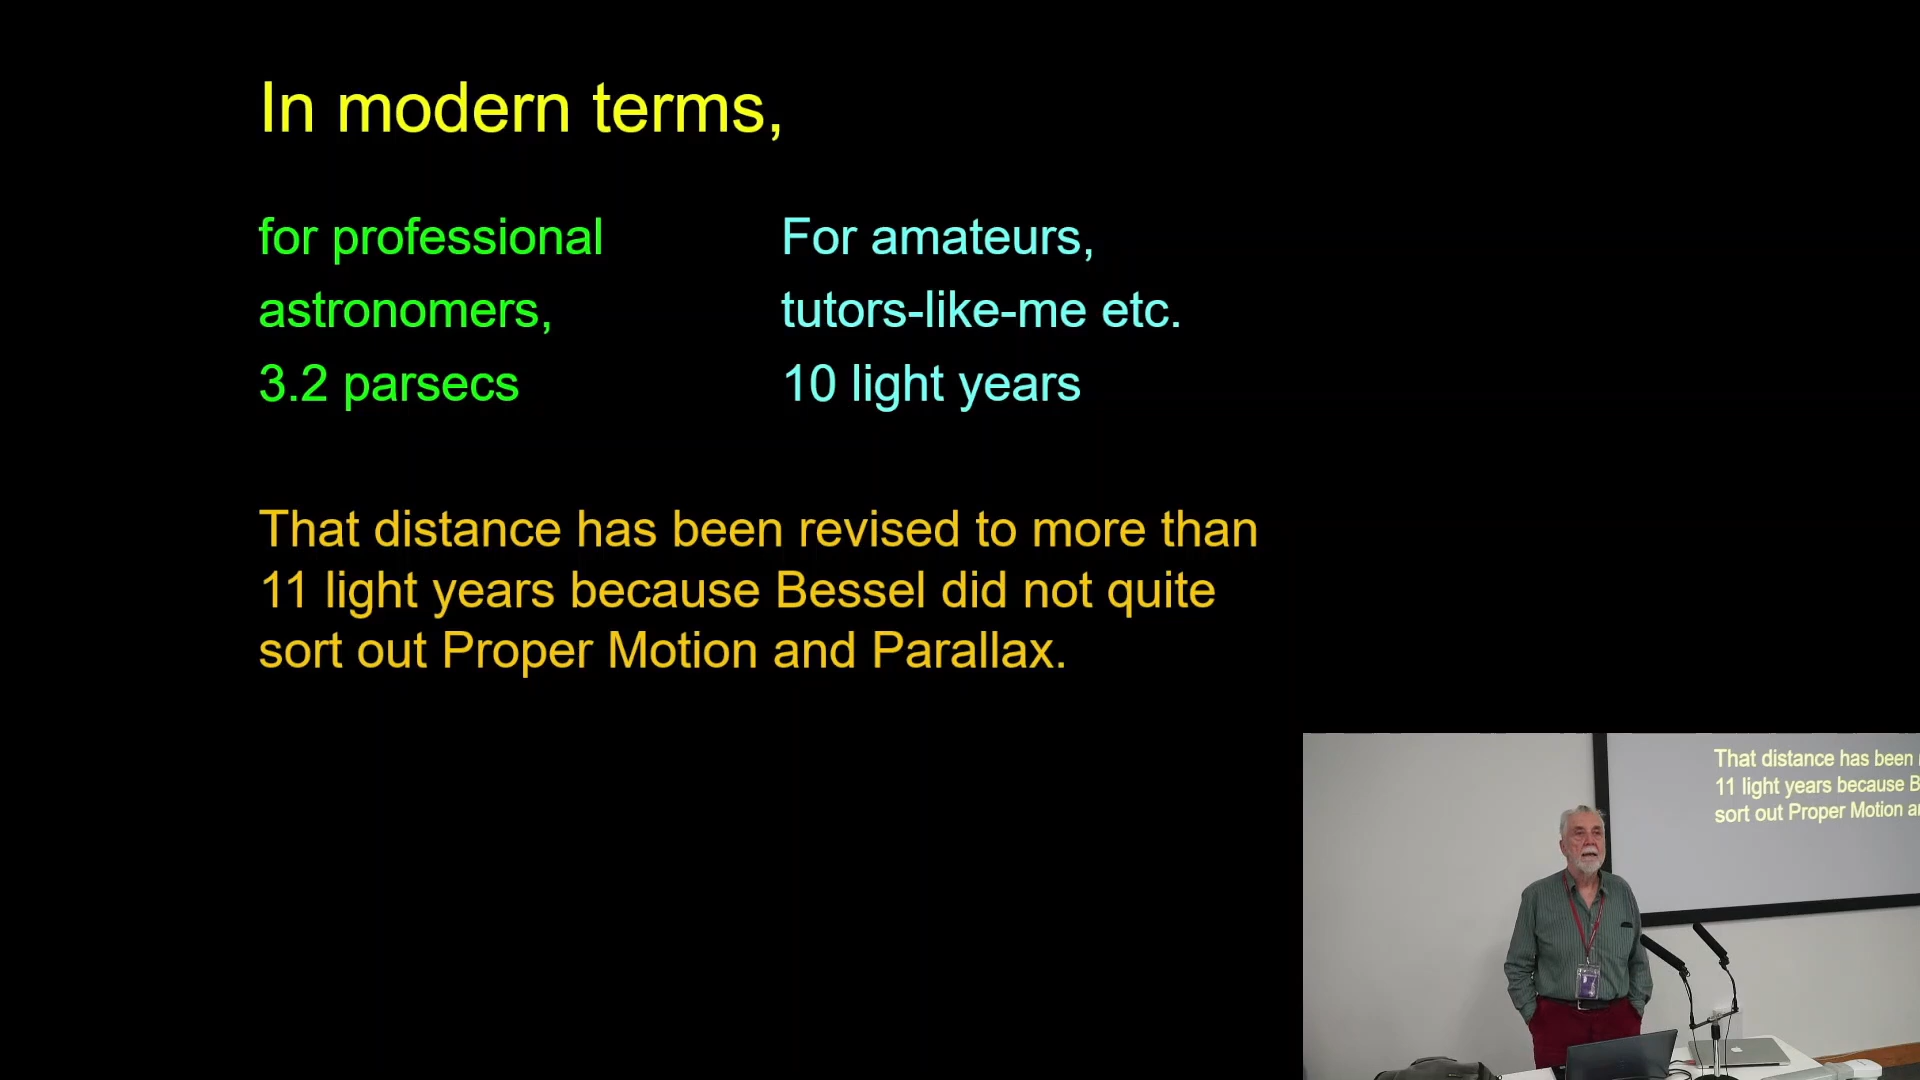 In modern terms,
for professional
astronomers,
3.2 parsecs
For amateurs,
tutors-like-me etc.
10 light years
That distance has been revised to more than
11 light years because Bessel did not quite
sort out Proper Motion and Parallax.
That distance has been
11 light years because B
sort out Proper Motion a